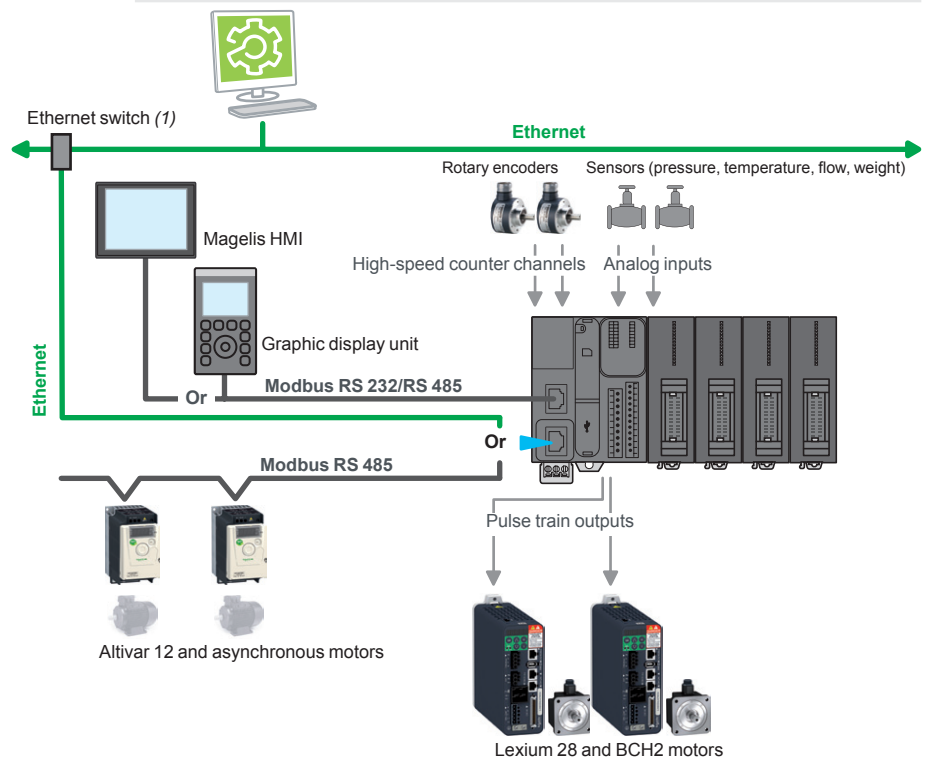 Ethernet switch (1)
Ethernet
Rotary encoders
Sensors (pressure, temperature, flow, weight)
Magelis HMI
High-speed counter channels
Analog inputs
Graphic display unit
Ethernet
Modbus RS 232/RS 485
Or
Or
Modbus RS 485
Pulse train outputs
Altivar 12 and asynchronous motors
Lexium 28 and BCH2 motors